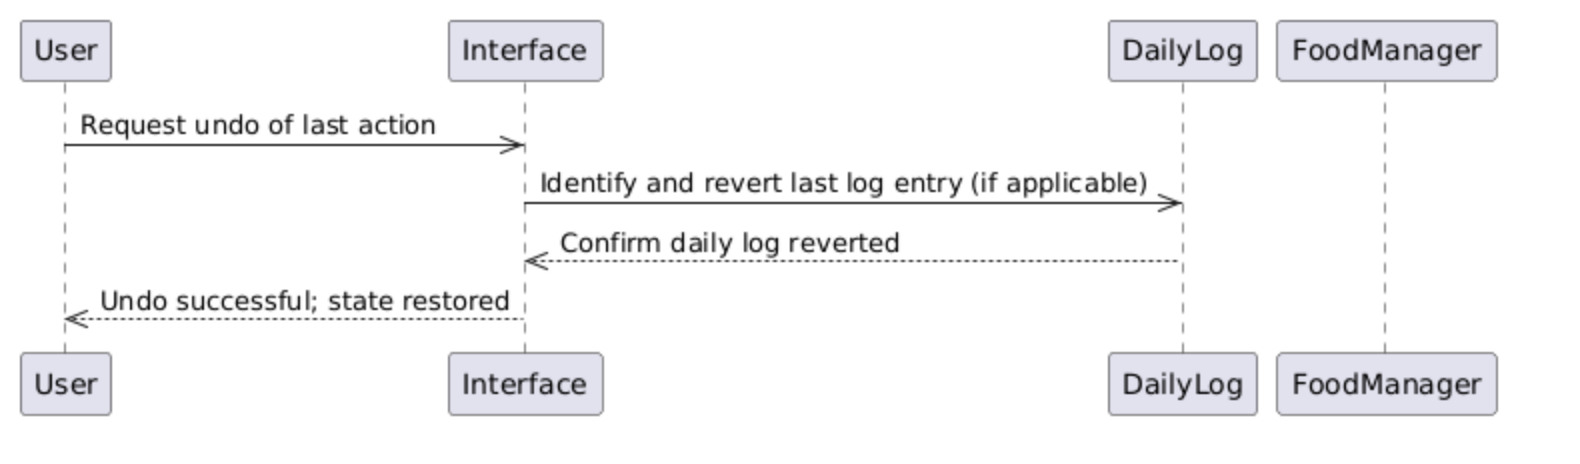 User
Interface
DailyLog
FoodManager
Request undo of last action
Identify and revert last log entry (if applicable)
Confirm daily log reverted
Undo successful; state restored
User
Interface
DailyLog
FoodManager